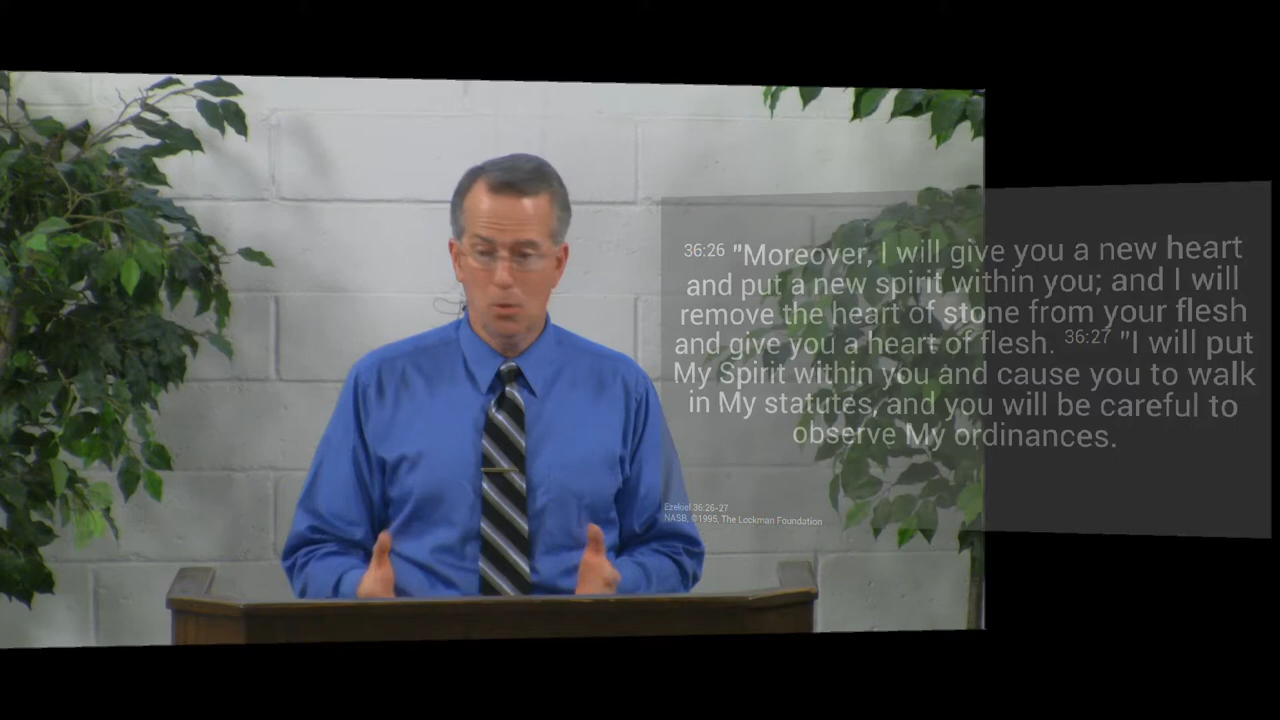 36:26 "Moreover, I will give you a new heart
and put a new spirit within you; and I will
remove the heart of stone from your flesh
and give you a heart of flesh. 36:27 "I will put
My Spirit within you and cause you to walk
in My statutes, and you will be careful to
observe My ordinances.
Ezekiel 36:26-27
NASB, ©1995, The Lockman Foundation